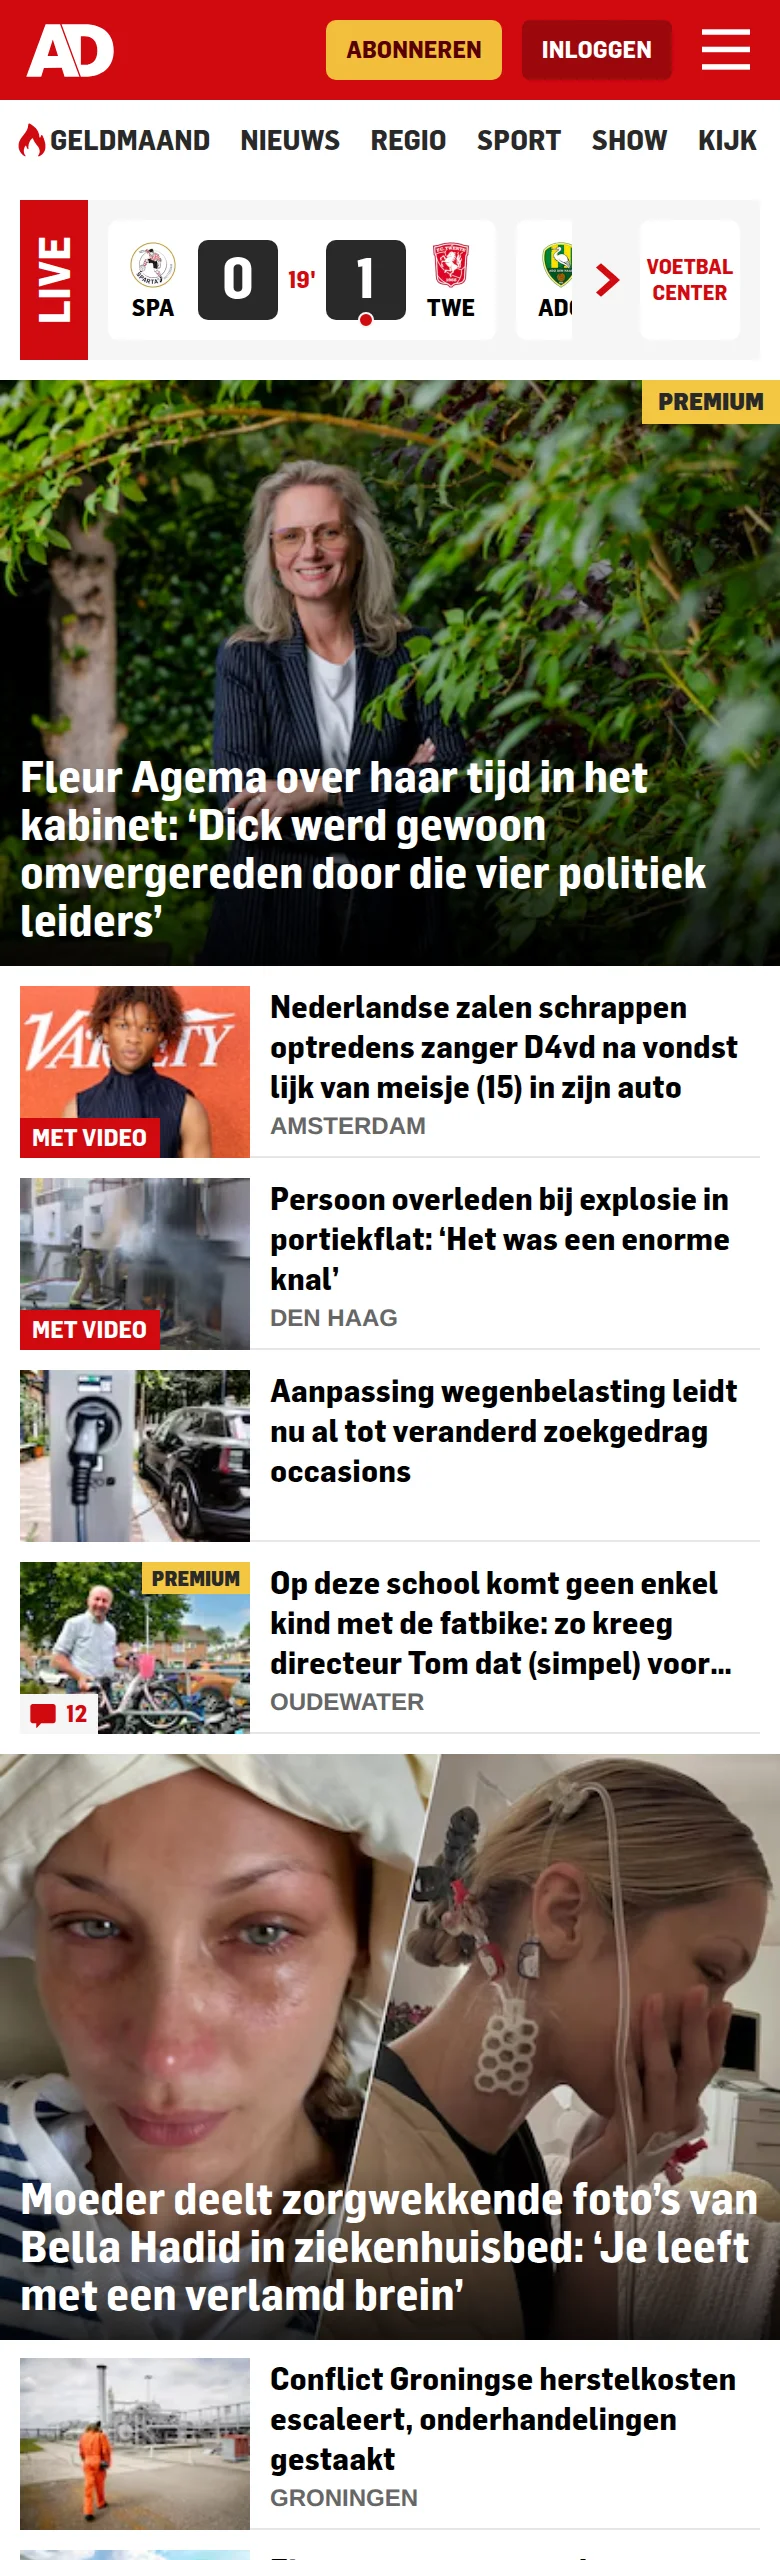 AD
ABONNEREN
INLOGGEN
GELDMAAND NIEUWS REGIO SPORT SHOW KIJK
LIVE
SPA
0
19'
1
TWE
VOETBAL
CENTER
PREMIUM
Fleur Agema over haar tijd in het
kabinet: ‘Dick werd gewoon
omvergereden door die vier politiek
leiders’
VARIETY
MET VIDEO
Nederlandse zalen schrappen
optredens zanger D4vd na vondst
lijk van meisje (15) in zijn auto
AMSTERDAM
MET VIDEO
Persoon overleden bij explosie in
portiekflat: ‘Het was een enorme
knal’
DEN HAAG
Aanpassing wegenbelasting leidt
nu al tot veranderd zoekgedrag
occasions
PREMIUM
12
Op deze school komt geen enkel
kind met de fatbike: zo kreeg
directeur Tom dat (simpel) voor...
OUDEWATER
Moeder deelt zorgwekkende foto’s van
Bella Hadid in ziekenhuisbed: ‘Je leeft
met een verlamd brein’
Conflict Groningse herstelkosten
escaleert, onderhandelingen
gestaakt
GRONINGEN